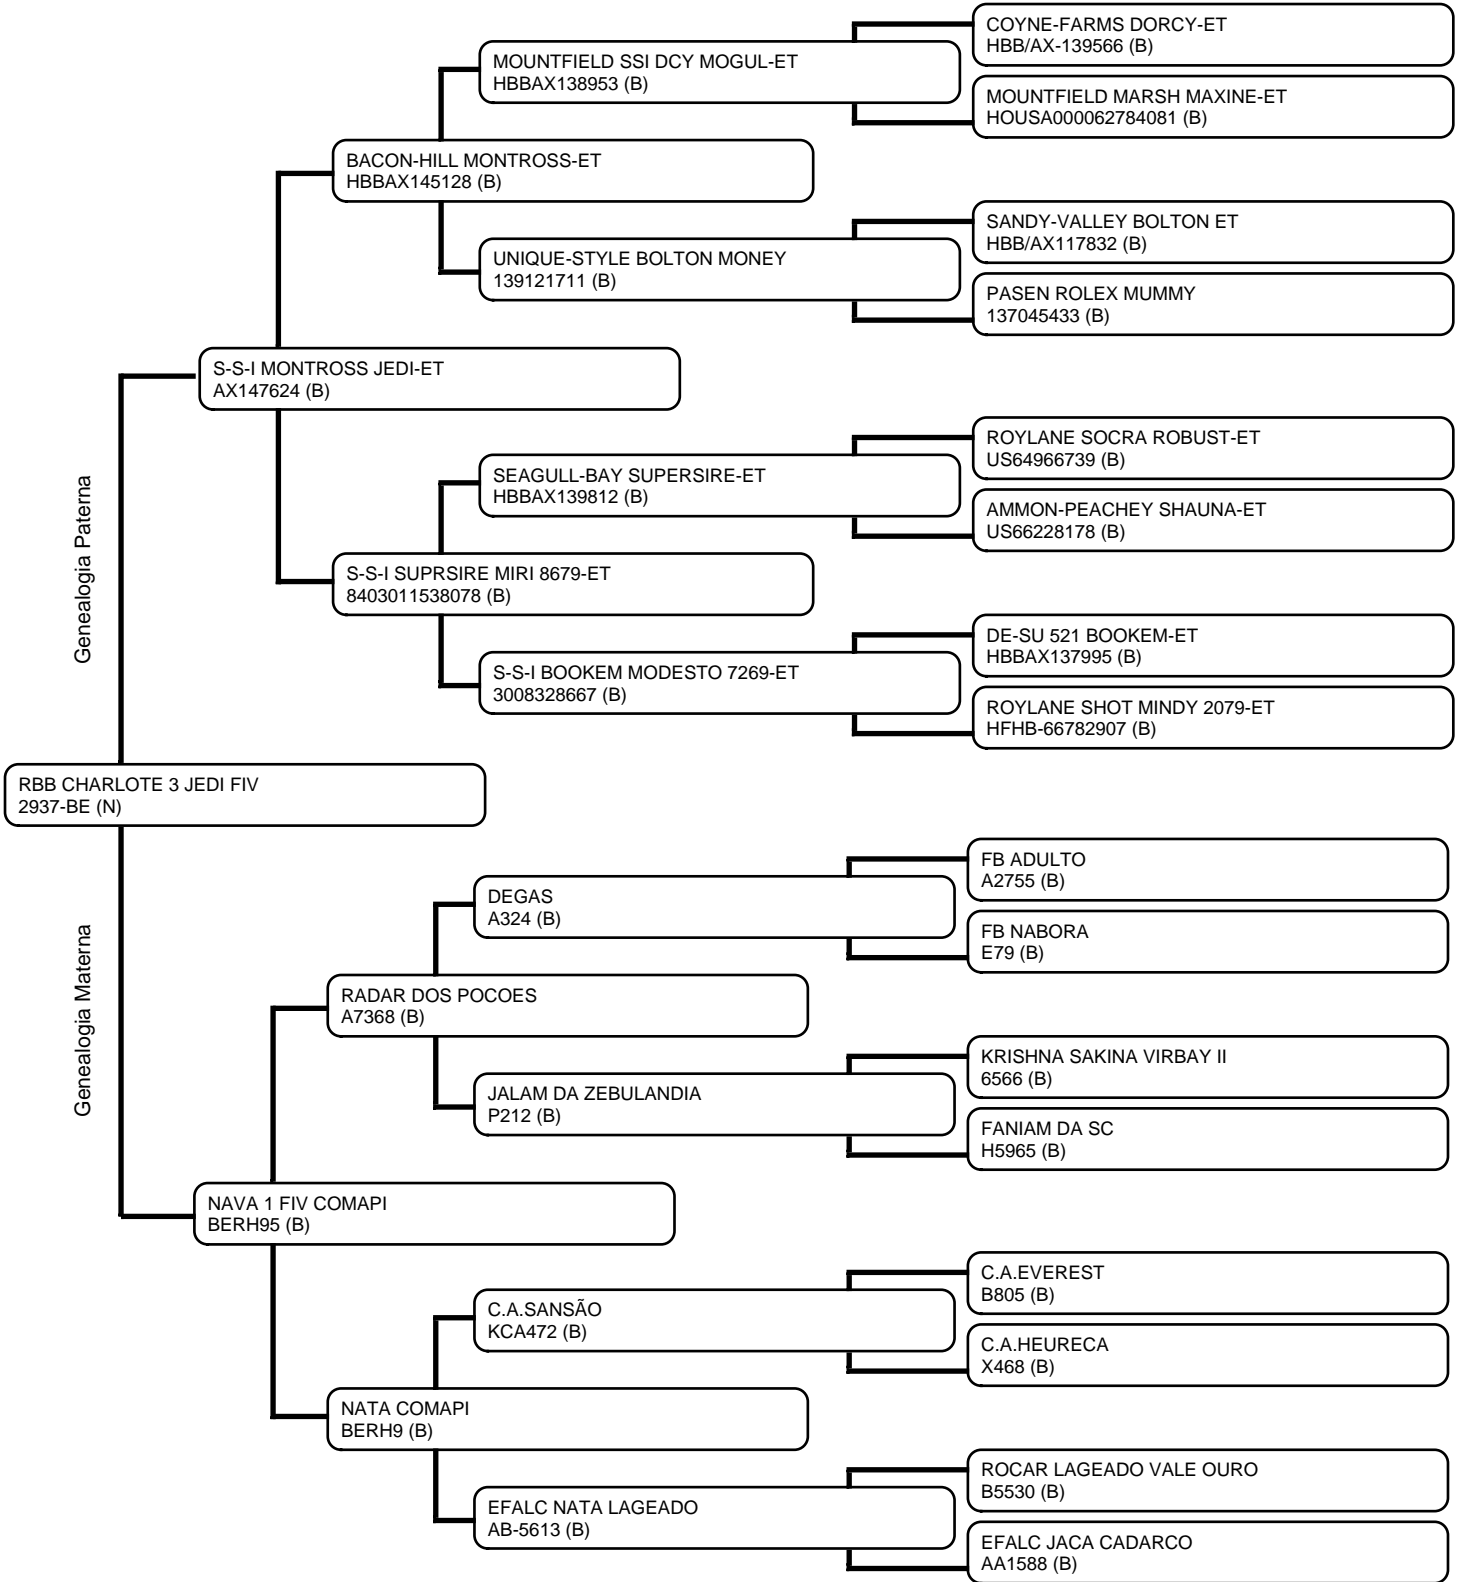 COYNE-FARMS DORCY-ET
HBB/AX-139566 (B)
MOUNTFIELD SSI DCY MOGUL-ET
HBBAX138953 (B)
MOUNTFIELD MARSH MAXINE-ET
HOUSA000062784081 (B)
BACON-HILL MONTROSS-ET
HBBAX145128 (B)
SANDY-VALLEY BOLTON ET
HBB/AX117832 (B)
UNIQUE-STYLE BOLTON MONEY
139121711 (B)
PASEN ROLEX MUMMY
137045433 (B)
S-S-I MONTROSS JEDI-ET
AX147624 (B)
ROYLANE SOCRA ROBUST-ET
US64966739 (B)
SEAGULL-BAY SUPERSIRE-ET
HBBAX139812 (B)
AMMON-PEACHEY SHAUNA-ET
US66228178 (B)
Genealogia Paterna
S-S-I SUPRSIRE MIRI 8679-ET
8403011538078 (B)
DE-SU 521 BOOKEM-ET
HBBAX137995 (B)
S-S-I BOOKEM MODESTO 7269-ET
3008328667 (B)
ROYLANE SHOT MINDY 2079-ET
HFHB-66782907 (B)
RBB CHARLOTE 3 JEDI FIV
2937-BE (N)
FB ADULTO
A2755 (B)
DEGAS
A324 (B)
FB NABORA
E79 (B)
RADAR DOS POCOES
A7368 (B)
Genealogia Materna
KRISHNA SAKINA VIRBAY II
6566 (B)
JALAM DA ZEBULANDIA
P212 (B)
FANIAM DA SC
H5965 (B)
NAVA 1 FIV COMAPI
BERH95 (B)
C.A.EVEREST
B805 (B)
C.A.SANSÃO
KCA472 (B)
C.A.HEURECA
X468 (B)
NATA COMAPI
BERH9 (B)
ROCAR LAGEADO VALE OURO
B5530 (B)
EFALC NATA LAGEADO
AB-5613 (B)
EFALC JACA CADARCO
AA1588 (B)